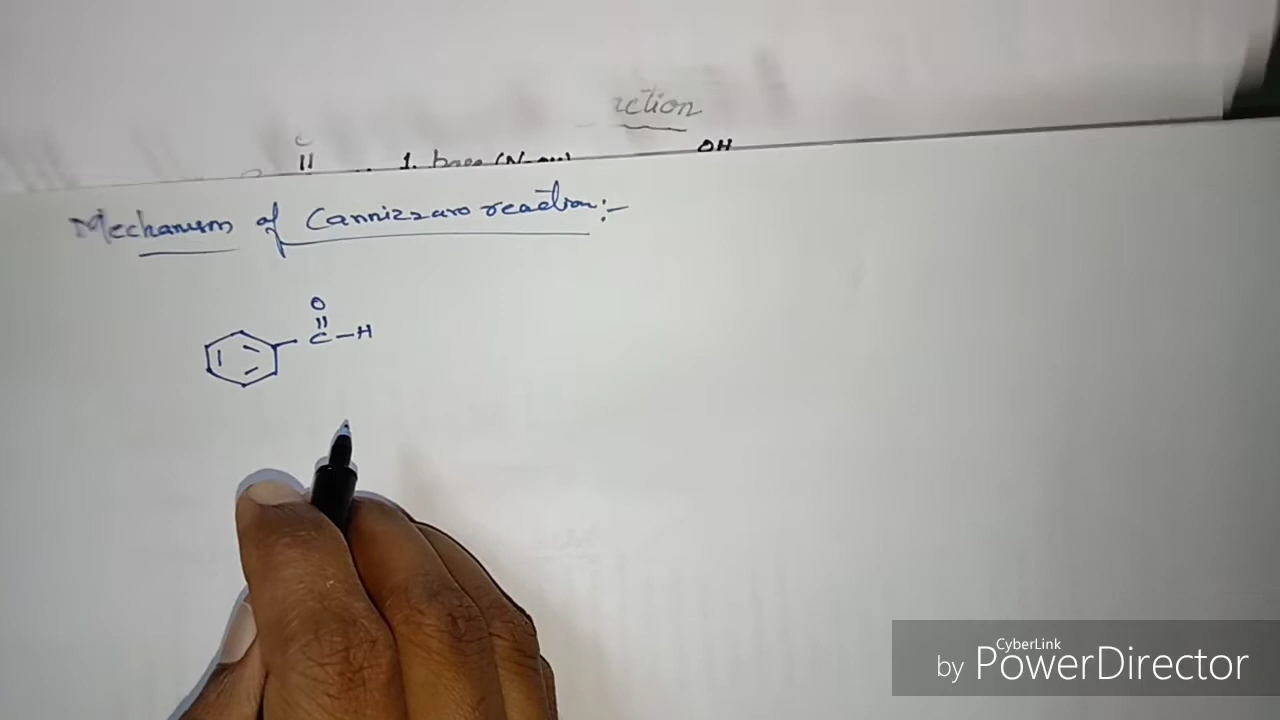 ction
O
||
1. base (N
OH
Mechanism of Cannizzaro reaction:-
O
||
C-H
CyberLink
by PowerDirector